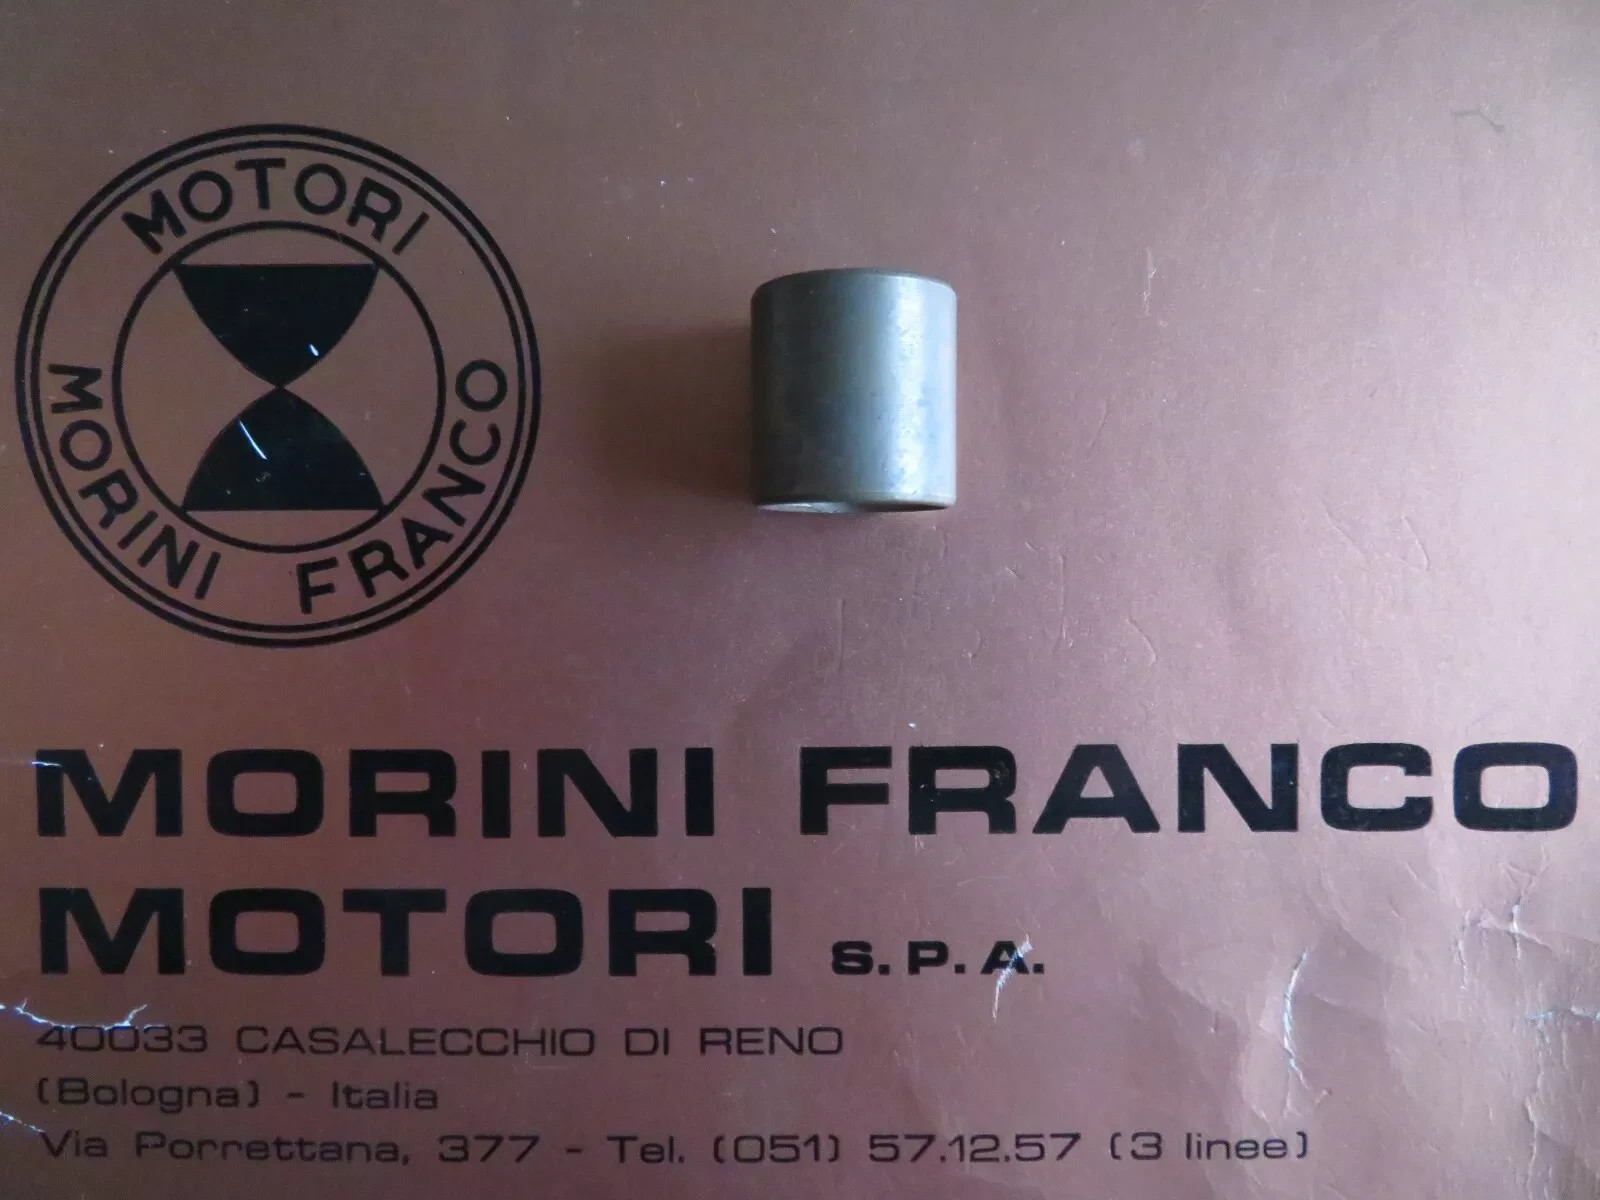 MOTORI
MORINI FRANCO
MORINI FRANCO
MOTORI S.P.A.
40033 CASALECCHIO DI RENO
(Bologna) - Italia
Via Porrettana, 377 - Tel. (051) 57.12.57 (3 linee)